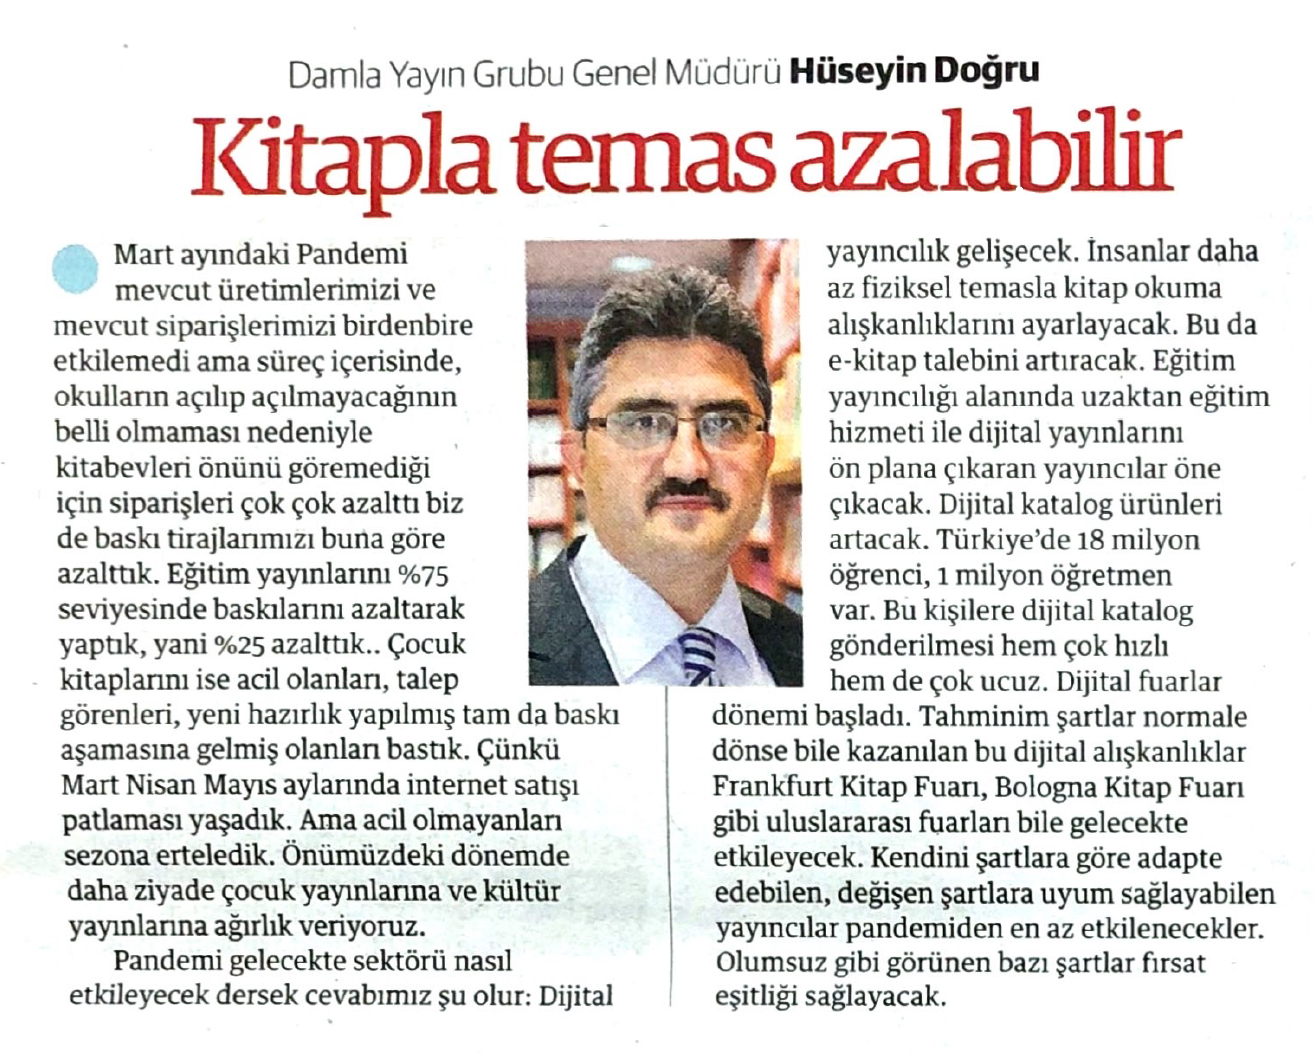 Damla Yayın Grubu Genel Müdürü Hüseyin Doğru
Kitapla temas azalabilir
Mart ayındaki Pandemi
mevcut üretimlerimizi ve
mevcut siparişlerimizi birdenbire
etkilemedi ama süreç içerisinde,
okulların açılıp açılmayacağının
belli olmaması nedeniyle
kitabevleri önünü göremediği
için siparişleri çok çok azalttı biz
de baskı tirajlarımızı buna göre
azalttık. Eğitim yayınlarını %75
seviyesinde baskılarını azaltarak
yaptık, yani %25 azalttık.. Çocuk
kitaplarını ise acil olanları, talep
görenleri, yeni hazırlık yapılmış tam da baskı
aşamasına gelmiş olanları bastık. Çünkü
Mart Nisan Mayıs aylarında internet satışı
patlaması yaşadık. Ama acil olmayanları
sezona erteledik. Önümüzdeki dönemde
daha ziyade çocuk yayınlarına ve kültür
yayınlarına ağırlık veriyoruz.
Pandemi gelecekte sektörü nasıl
etkileyecek dersek cevabımız şu olur: Dijital
yayıncılık gelişecek. İnsanlar daha
az fiziksel temasla kitap okuma
alışkanlıklarını ayarlayacak. Bu da
e-kitap talebini artıracak. Eğitim
yayıncılığı alanında uzaktan eğitim
hizmeti ile dijital yayınlarını
ön plana çıkaran yayıncılar öne
çıkacak. Dijital katalog ürünleri
artacak. Türkiye'de 18 milyon
öğrenci, 1 milyon öğretmen
var. Bu kişilere dijital katalog
gönderilmesi hem çok hızlı
hem de çok ucuz. Dijital fuarlar
dönemi başladı. Tahminim şartlar normale
dönse bile kazanılan bu dijital alışkanlıklar
Frankfurt Kitap Fuarı, Bologna Kitap Fuarı
gibi uluslararası fuarları bile gelecekte
etkileyecek. Kendini şartlara göre adapte
edebilen, değişen şartlara uyum sağlayabilen
yayıncılar pandemiden en az etkilenecekler.
Olumsuz gibi görünen bazı şartlar fırsat
eşitliği sağlayacak.